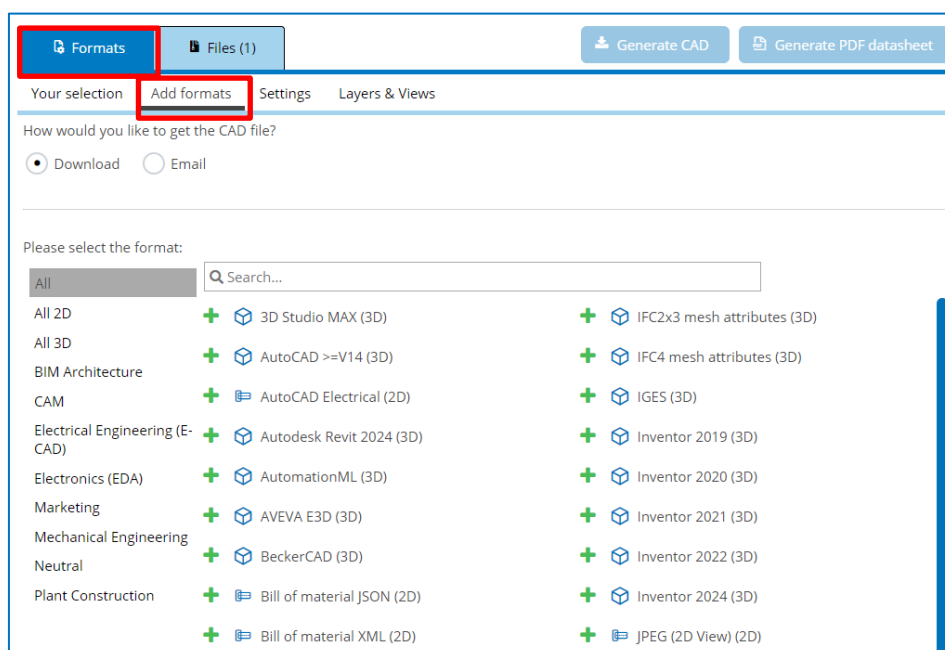 Formats
Files (1)
Generate CAD
Generate PDF datasheet
Your selection
Add formats
Settings
Layers & Views
How would you like to get the CAD file?
Download
Email
Please select the format:
All
Search...
All 2D
All 3D
BIM Architecture
CAM
Electrical Engineering (E-
CAD)
Electronics (EDA)
Marketing
Mechanical Engineering
Neutral
Plant Construction
3D Studio MAX (3D)
AutoCAD >=V14 (3D)
AutoCAD Electrical (2D)
Autodesk Revit 2024 (3D)
AutomationML (3D)
AVEVA E3D (3D)
BeckerCAD (3D)
Bill of material JSON (2D)
Bill of material XML (2D)
IFC2x3 mesh attributes (3D)
IFC4 mesh attributes (3D)
IGES (3D)
Inventor 2019 (3D)
Inventor 2020 (3D)
Inventor 2021 (3D)
Inventor 2022 (3D)
Inventor 2024 (3D)
JPEG (2D View) (2D)